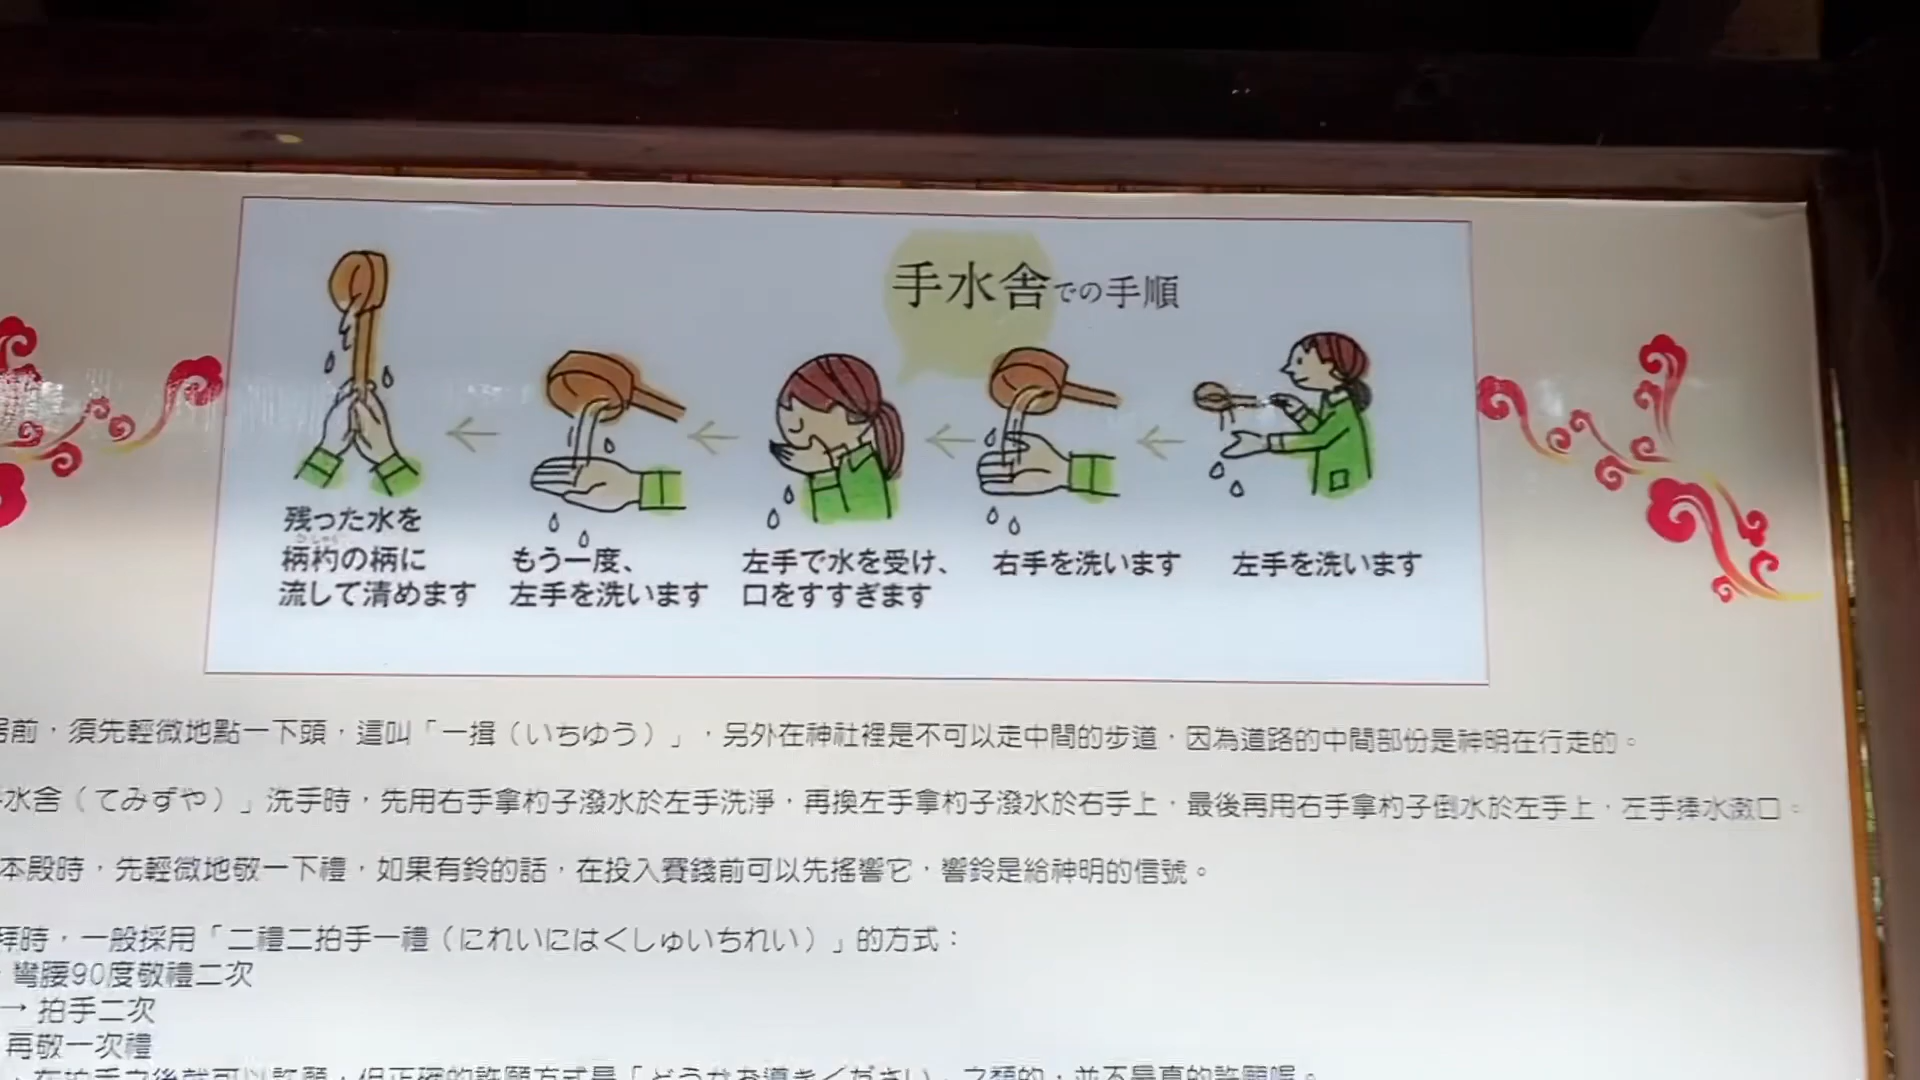 手水舎での手順
左手を洗います
右手を洗います
左手で水を受け、
口をすすぎます
もう一度、
左手を洗います
残った水を
柄杓の柄に
流して清めます
前，須先輕微地點一下頭，這叫「一揖（いちゆう）」，另外在神社裡是不可以走中間的步道，因為道路的中間部份是神明在行走的。
水舍（てみずや）」洗手時，先用右手拿杓子潑水於左手洗淨，再換左手拿杓子潑水於右手上，最後再用右手拿杓子倒水於左手上，左手捧水漱口。
本殿時，先輕微地敬一下禮，如果有鈴的話，在投入賽錢前可以先搖響它，響鈴是給神明的信號。
拜時，一般採用「二禮二拍手一禮（にれいにはくしゅいちれい）」的方式：
彎腰90度敬禮二次
→ 拍手二次
再敬一次禮